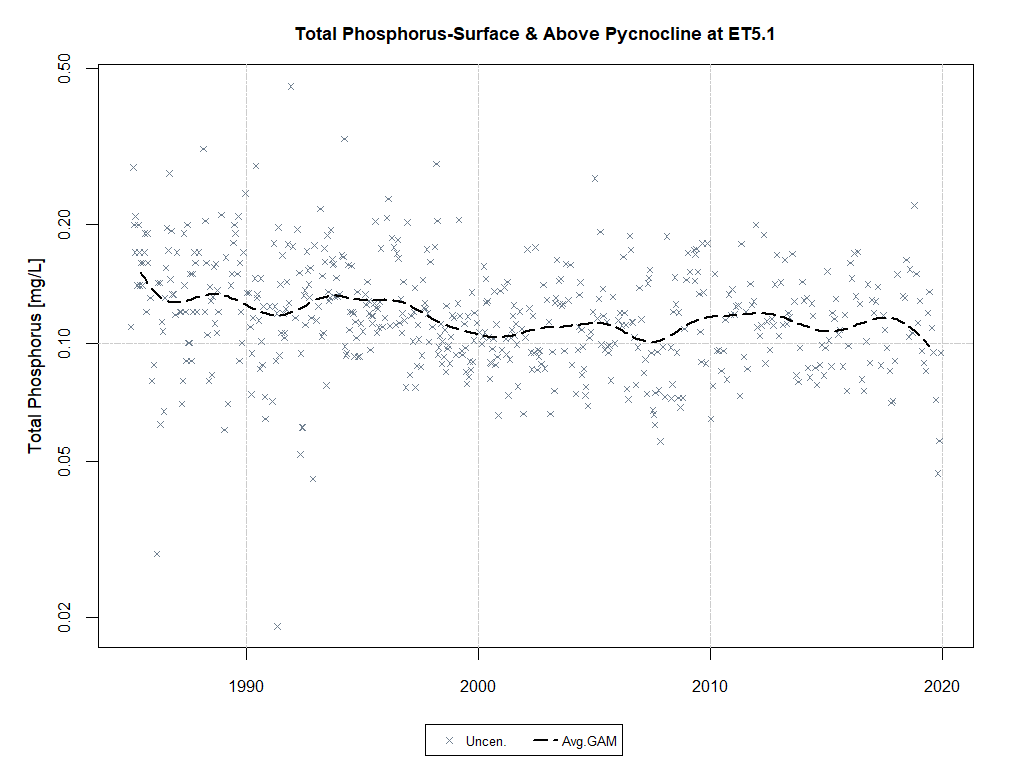 Total Phosphorus-Surface & Above Pycnocline at ET5.1
Total Phosphorus [mg/L]
0.50
0.20
0.10
0.05
0.02
1990 2000 2010 2020
Uncen. Avg.GAM